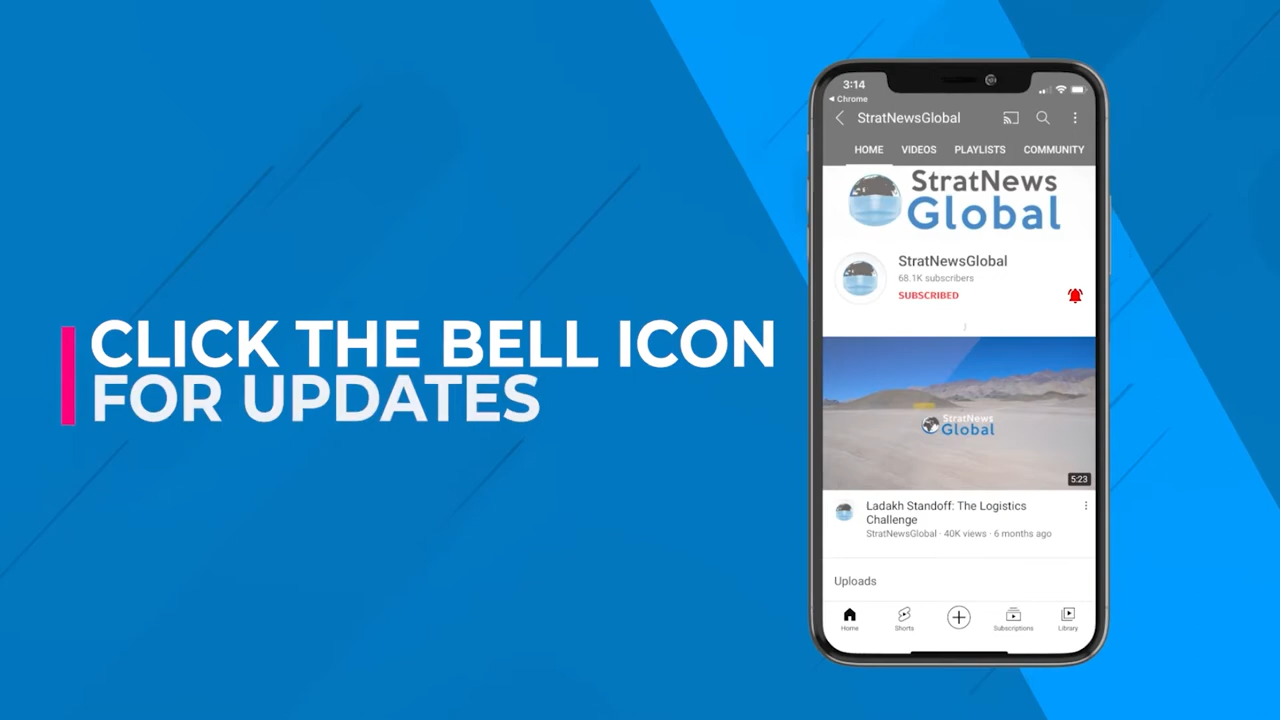 CLICK THE BELL ICON
FOR UPDATES
3:14
Chrome
StratNewsGlobal
HOME VIDEOS PLAYLISTS COMMUNITY
StratNews
Global
StratNewsGlobal
68.1K subscribers
SUBSCRIBED
StratNews
Global
5:23
Ladakh Standoff: The Logistics
Challenge
StratNewsGlobal · 40K views · 6 months ago
Uploads
Home Shorts Subscriptions Library